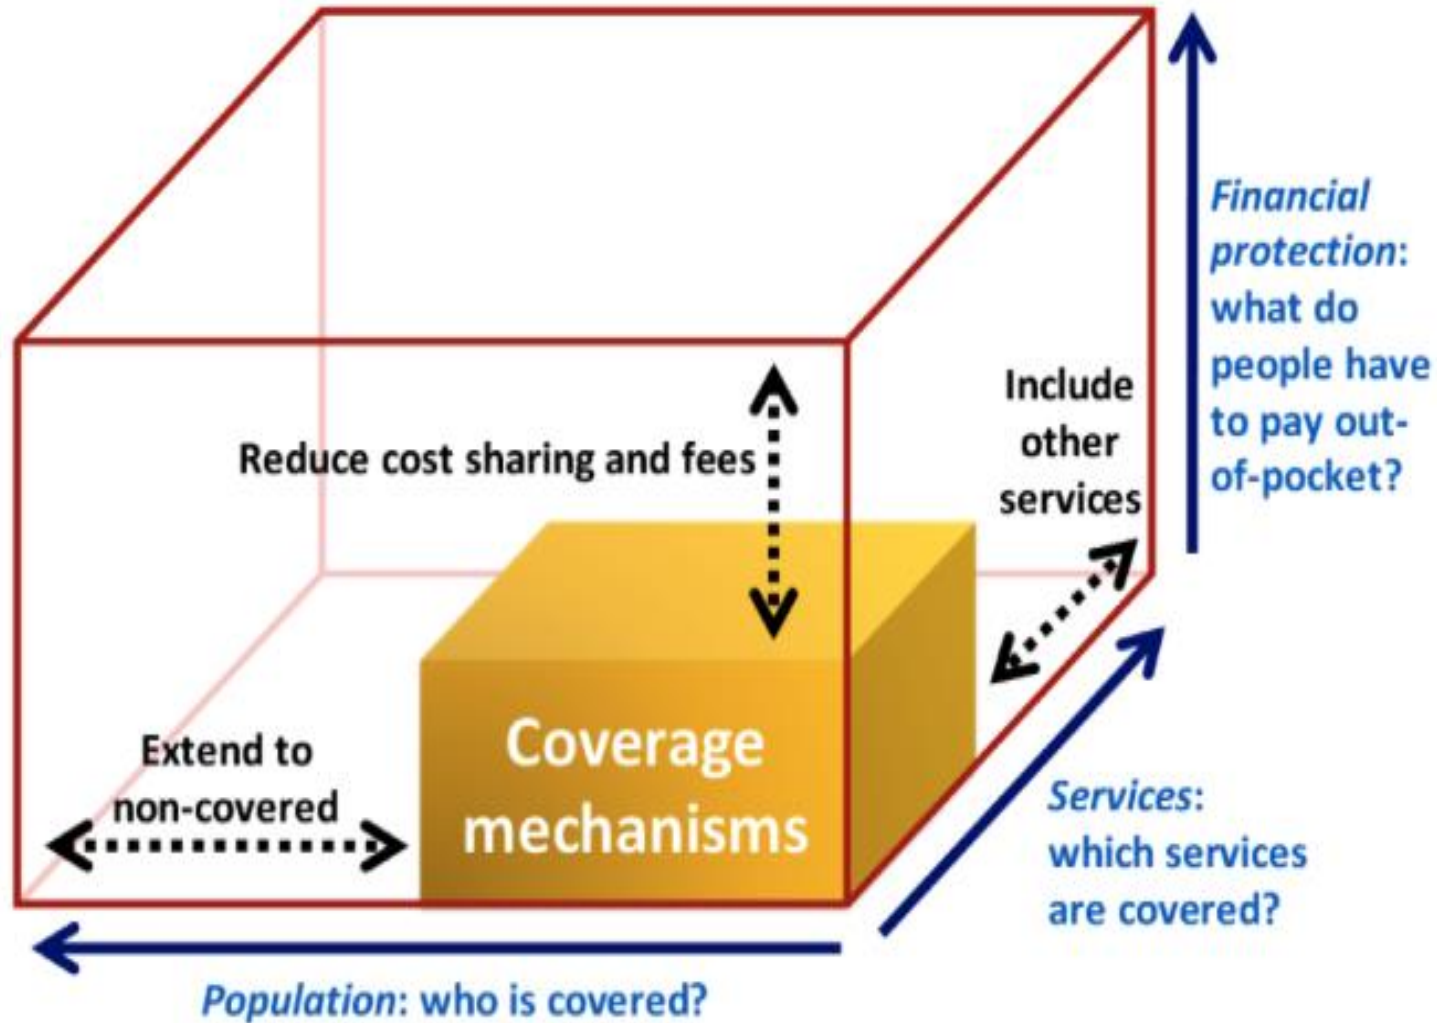 Financial
protection:
what do
people have
to pay out-
of-pocket?
Include
other
services
Reduce cost sharing and fees
Extend to
non-covered
Coverage
mechanisms
Services:
which services
are covered?
Population: who is covered?